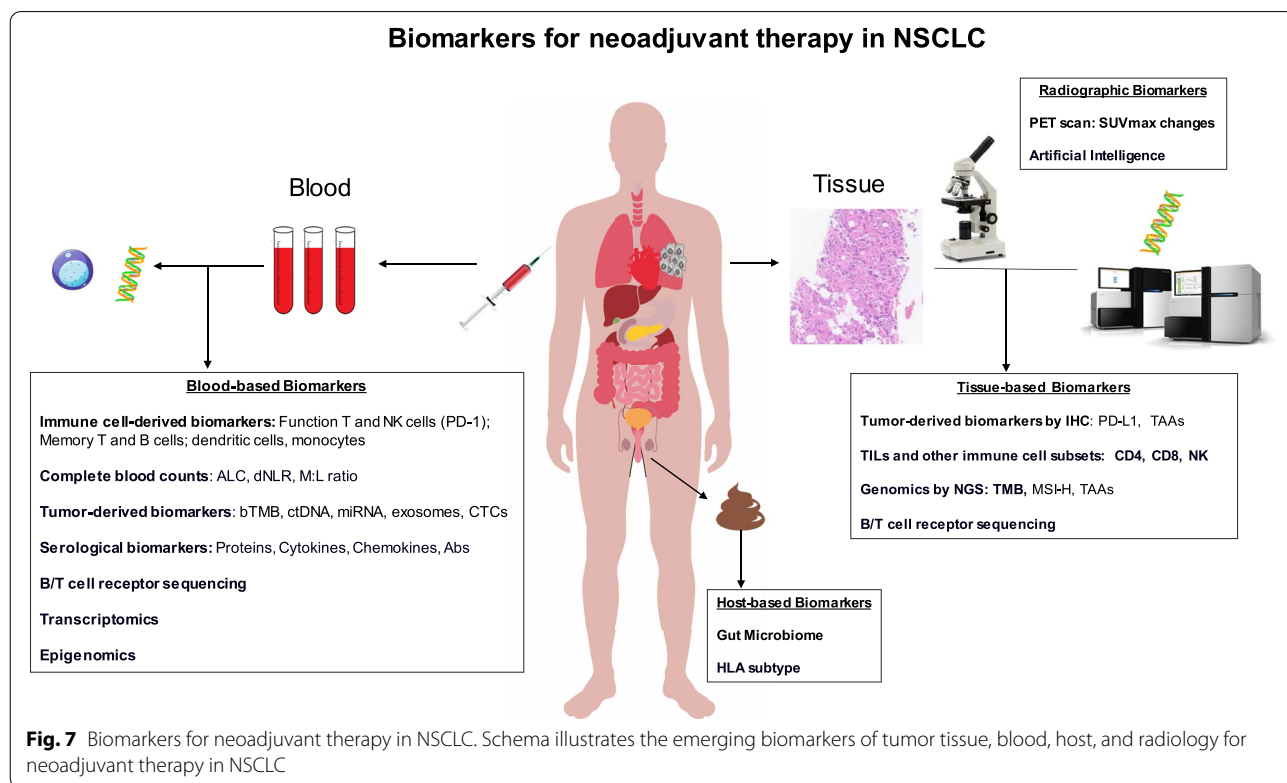 Biomarkers for neoadjuvant therapy in NSCLC
Radiographic Biomarkers
PET scan: SUVmax changes
Artificial Intelligence
Blood
Tissue
Blood-based Biomarkers
Immune cell-derived biomarkers: Function T and NK cells (PD-1);
Memory T and B cells; dendritic cells, monocytes
Complete blood counts: ALC, dNLR, M:L ratio
Tumor-derived biomarkers: bTMB, ctDNA, miRNA, exosomes, CTCs
Serological biomarkers: Proteins, Cytokines, Chemokines, Abs
B/T cell receptor sequencing
Transcriptomics
Epigenomics
Tissue-based Biomarkers
Tumor-derived biomarkers by IHC: PD-L1, TAAs
TILs and other immune cell subsets: CD4, CD8, NK
Genomics by NGS: TMB, MSI-H, TAAs
B/T cell receptor sequencing
Host-based Biomarkers
Gut Microbiome
HLA subtype
Fig. 7 Biomarkers for neoadjuvant therapy in NSCLC. Schema illustrates the emerging biomarkers of tumor tissue, blood, host, and radiology for
neoadjuvant therapy in NSCLC